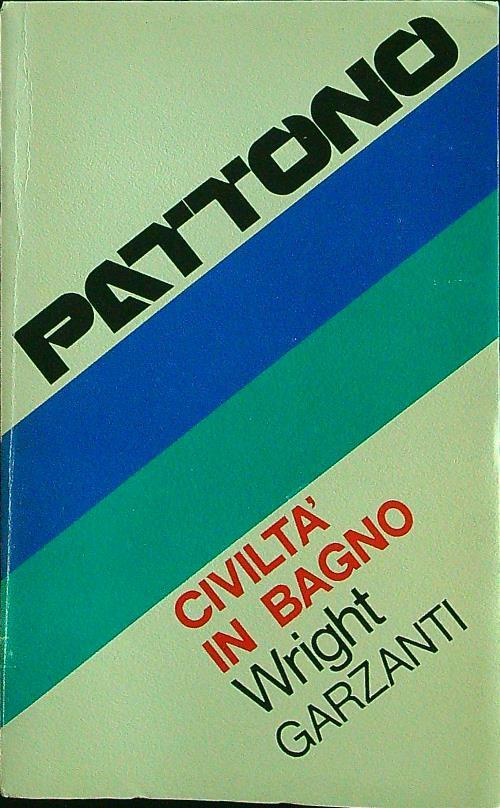 PATTONO
CIVILTA'
IN BAGNO
Wright
GARZANTI